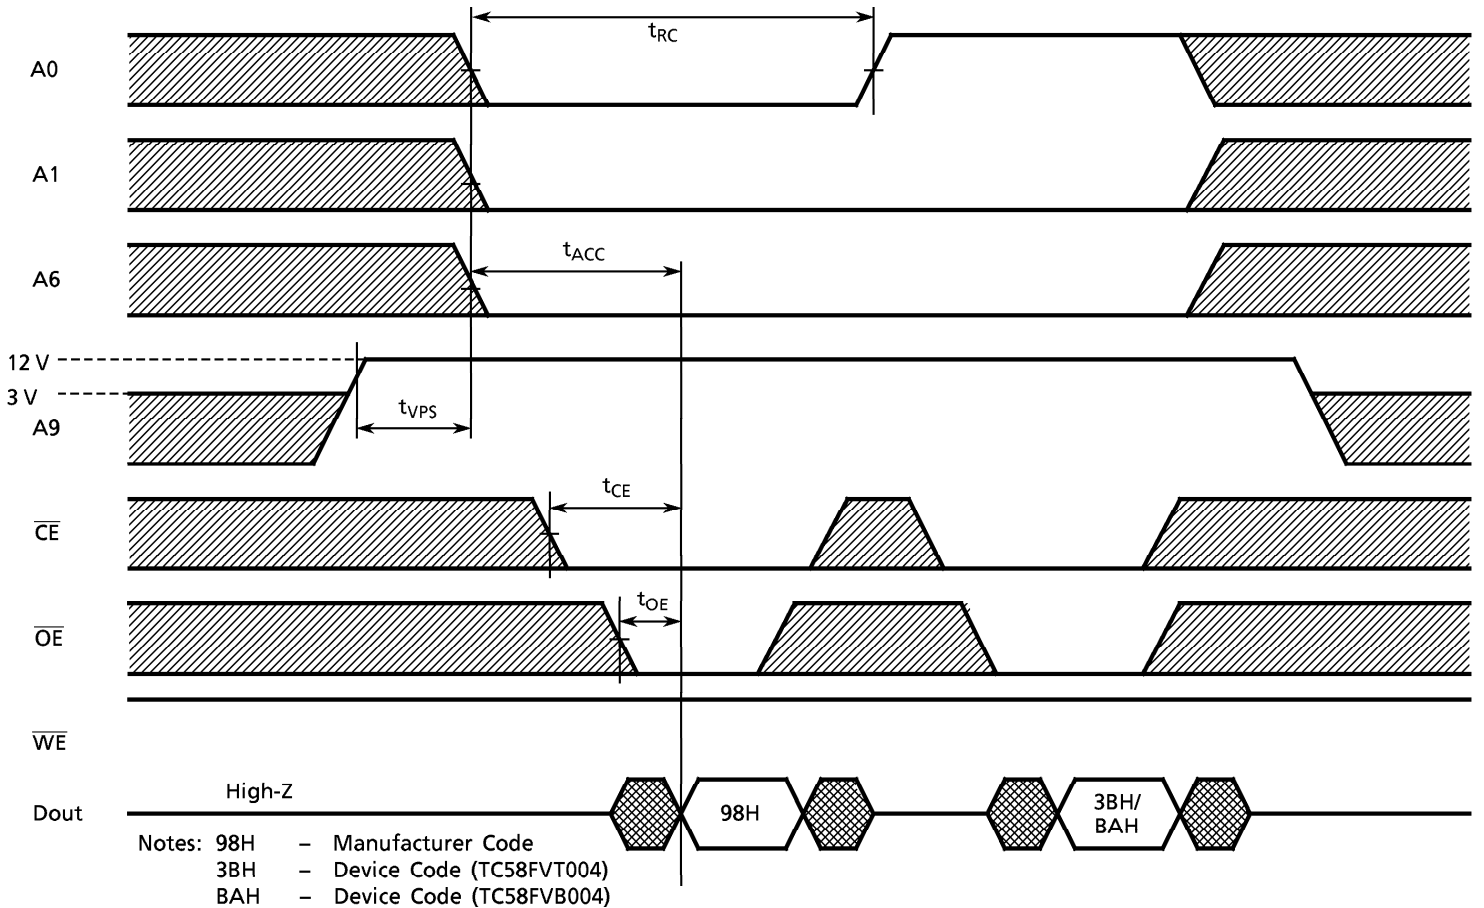 tRC
A0
A1
tACC
A6
12 V
3 V
tVPS
A9
tCE
CE
tOE
OE
WE
High-Z
Dout
98H
3BH/
BAH
Notes: 98H – Manufacturer Code
3BH – Device Code (TC58FVT004)
BAH – Device Code (TC58FVB004)